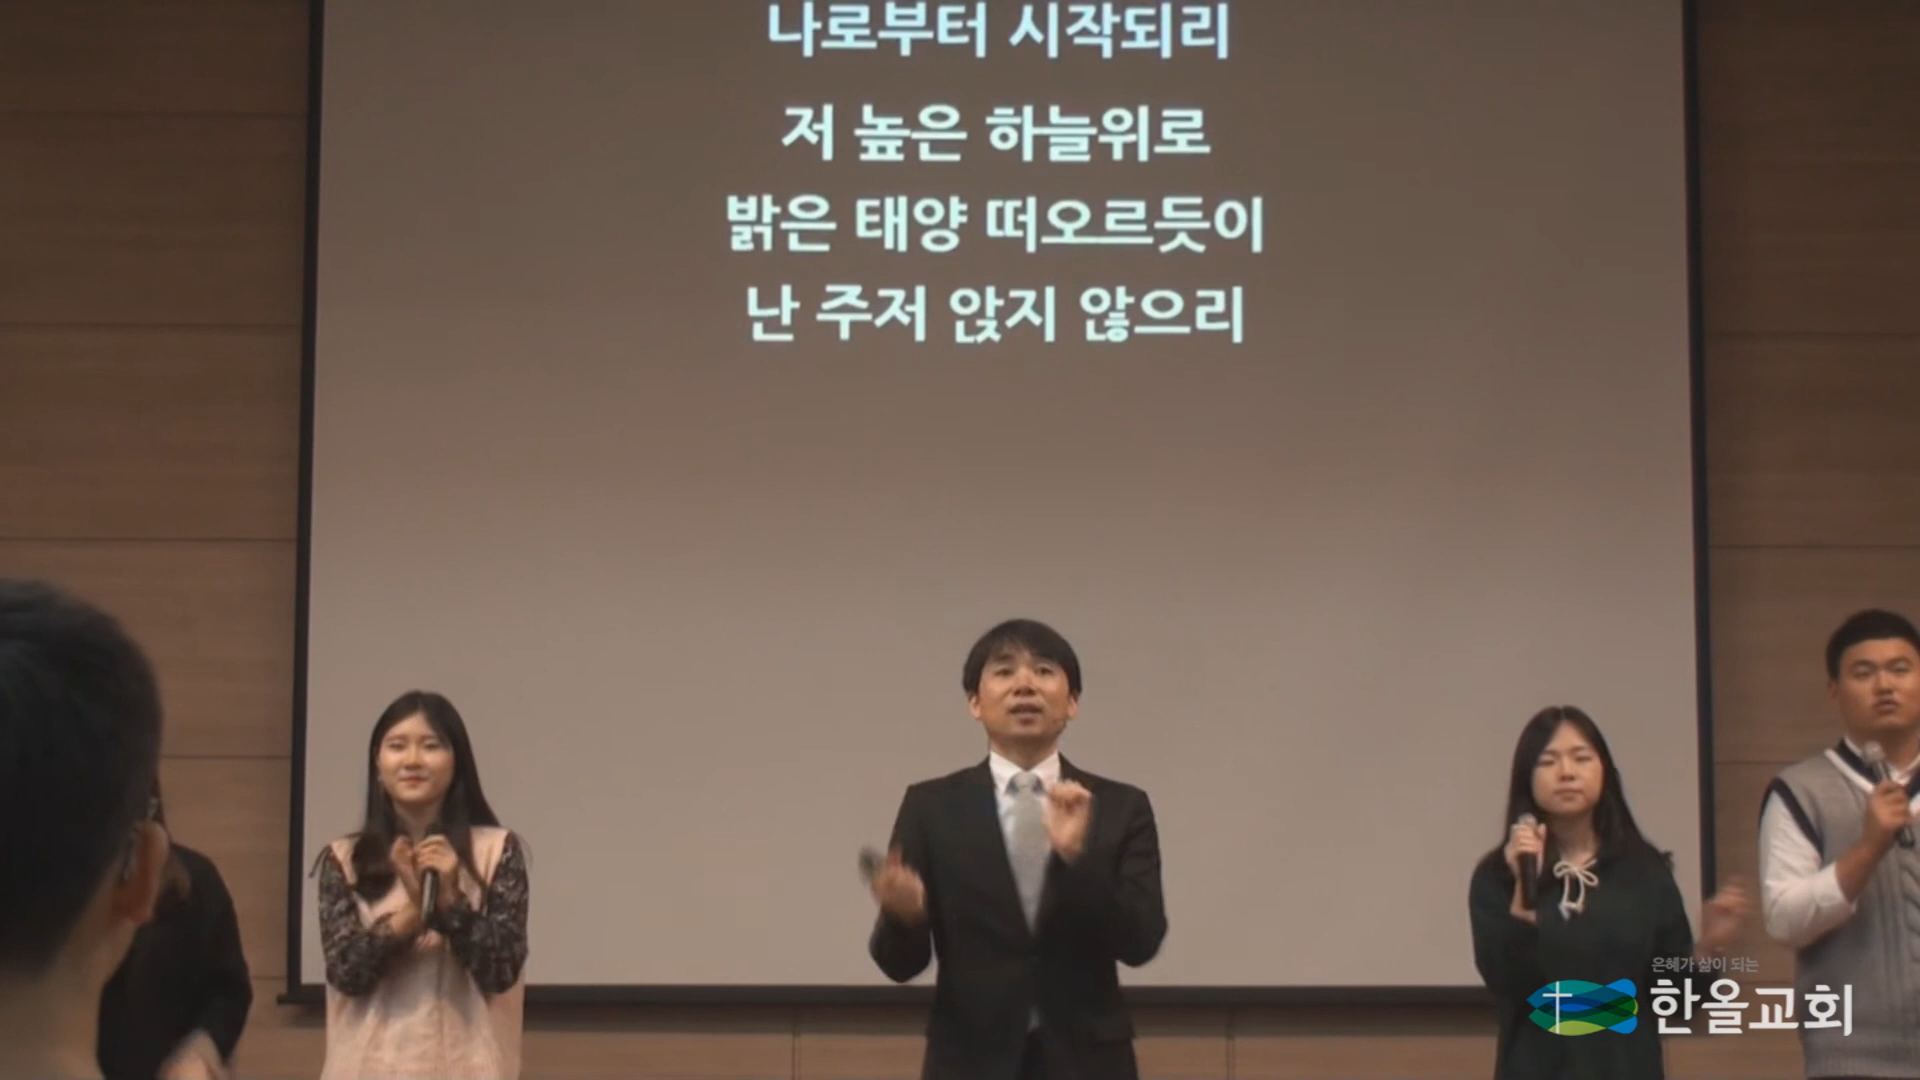 나로부터 시작되리
저 높은 하늘위로
밝은 태양 떠오르듯이
난 주저 앉지 않으리
은혜가 삶이 되는
한올교회